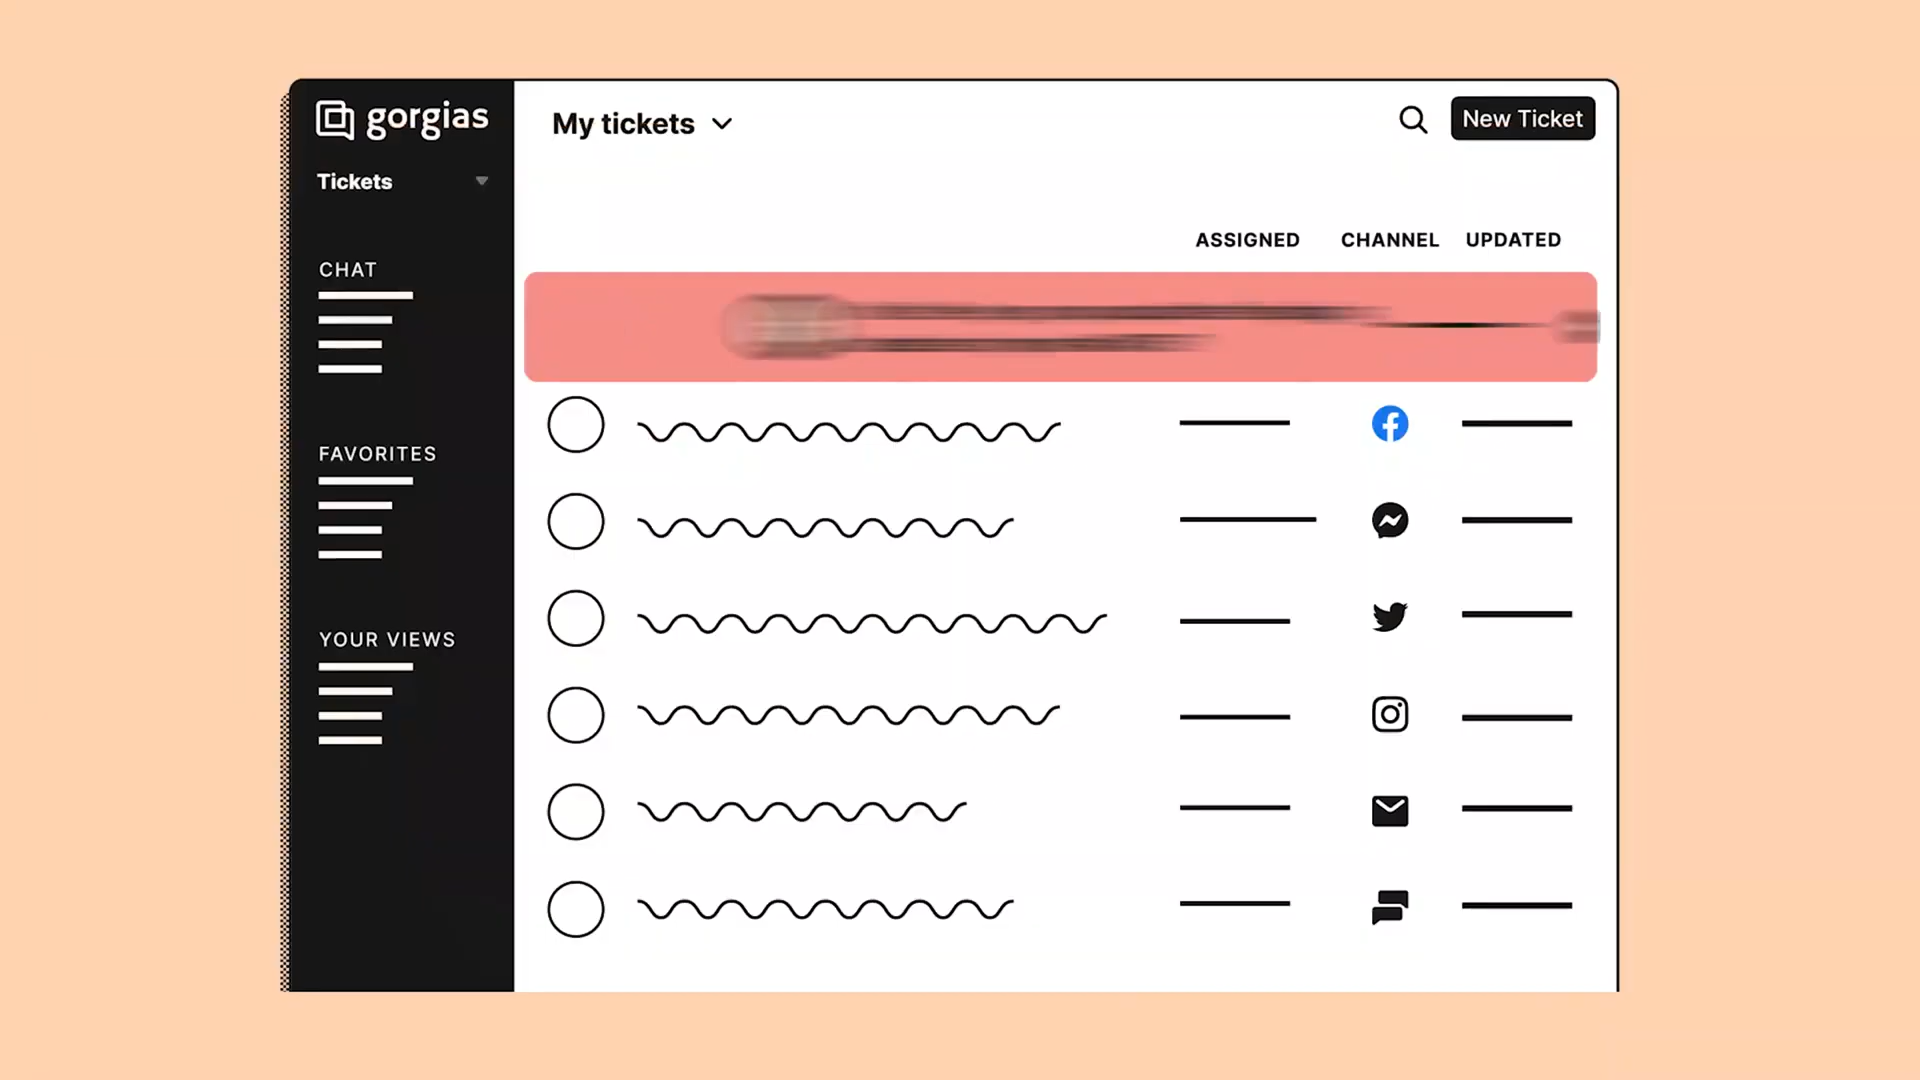 gorgias
My tickets
New Ticket
Tickets
ASSIGNED CHANNEL UPDATED
CHAT
FAVORITES
YOUR VIEWS